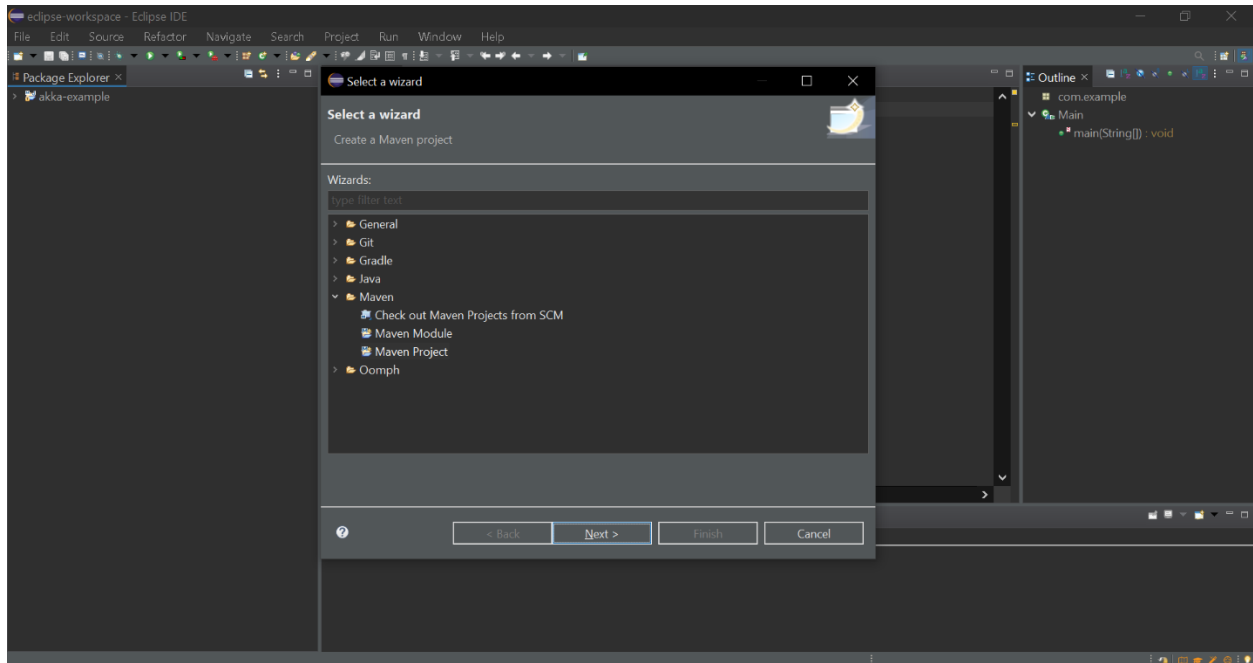 eclipse-workspace - Eclipse IDE
File Edit Source Refactor Navigate Search Project Run Window Help
Package Explorer
akka-example
Select a wizard
Select a wizard
Create a Maven project
Wizards:
type filter text
General
Git
Gradle
Java
Maven
Check out Maven Projects from SCM
Maven Module
Maven Project
Oomph
< Back Next > Finish Cancel
Outline
com.example
Main
main(String[]) : void